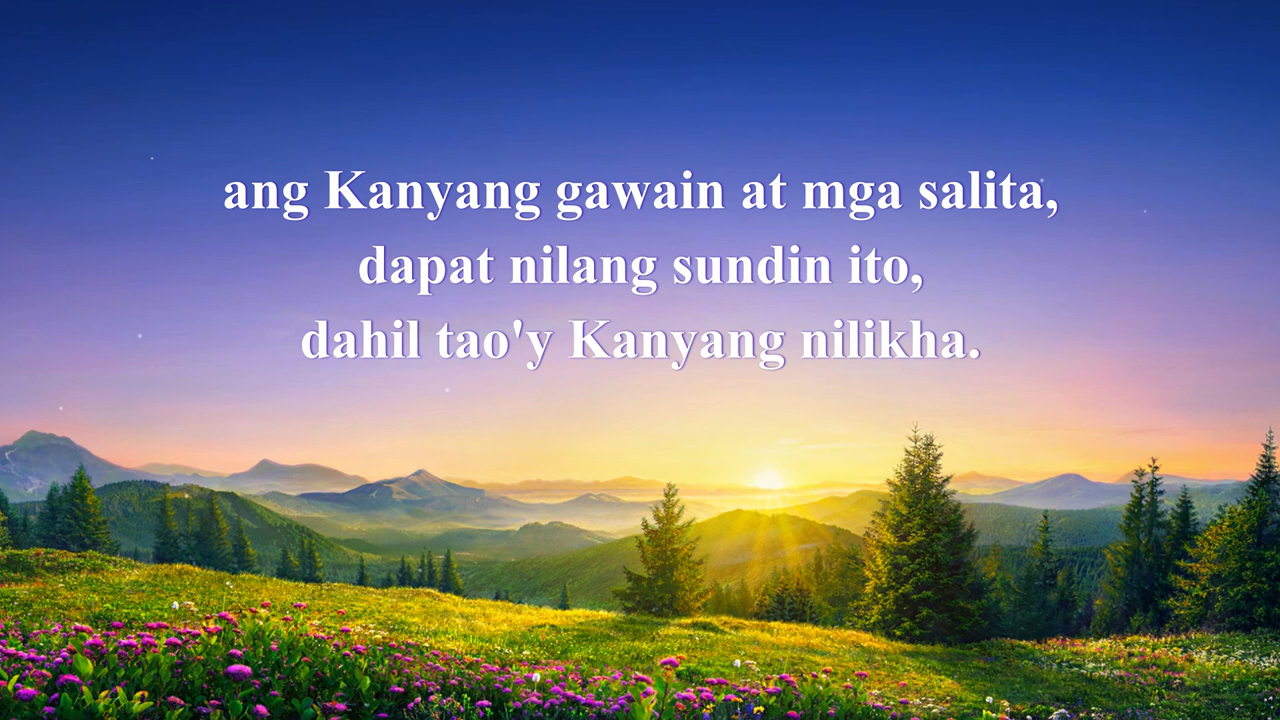 ang Kanyang gawain at mga salita,
dapat nilang sundin ito,
dahil tao'y Kanyang nilikha.